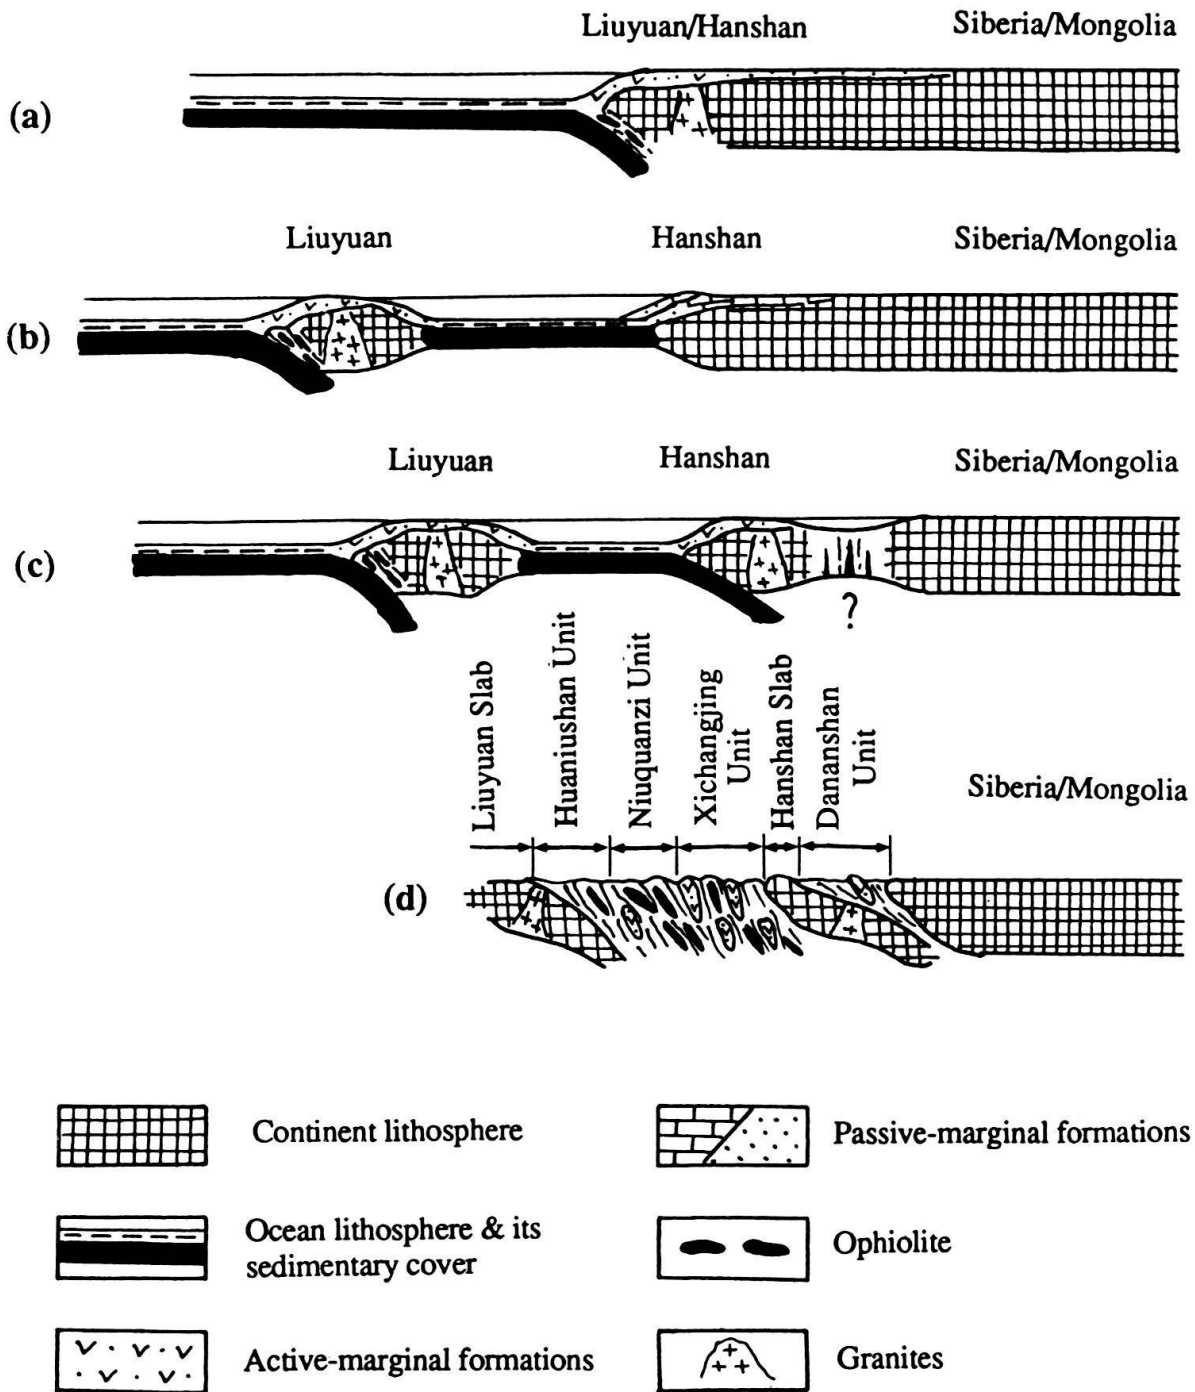 Liuyuan/Hanshan Siberia/Mongolia
(a)
Liuyuan Hanshan Siberia/Mongolia
(b)
Liuyuan Hanshan Siberia/Mongolia
(c)
?
Liuyuan Slab
Huaniushan Unit
Niuquanzi Unit
Xichangjing
Unit
Hanshan Slab
Dananshan
Unit
Siberia/Mongolia
(d)
Continent lithosphere
Passive-marginal formations
Ocean lithosphere & its
sedimentary cover
Ophiolite
Active-marginal formations
Granites